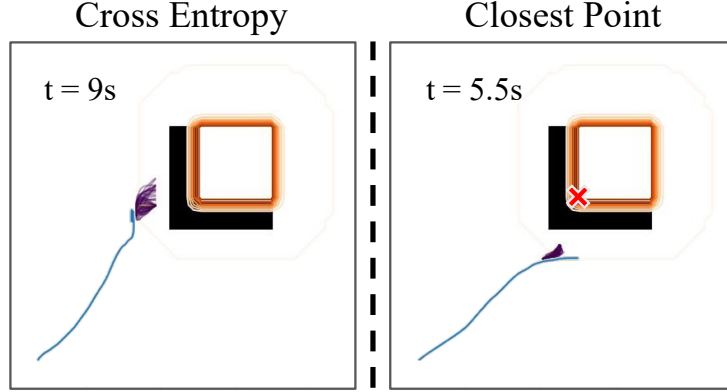 Cross Entropy
Closest Point
t = 9s
t = 5.5s